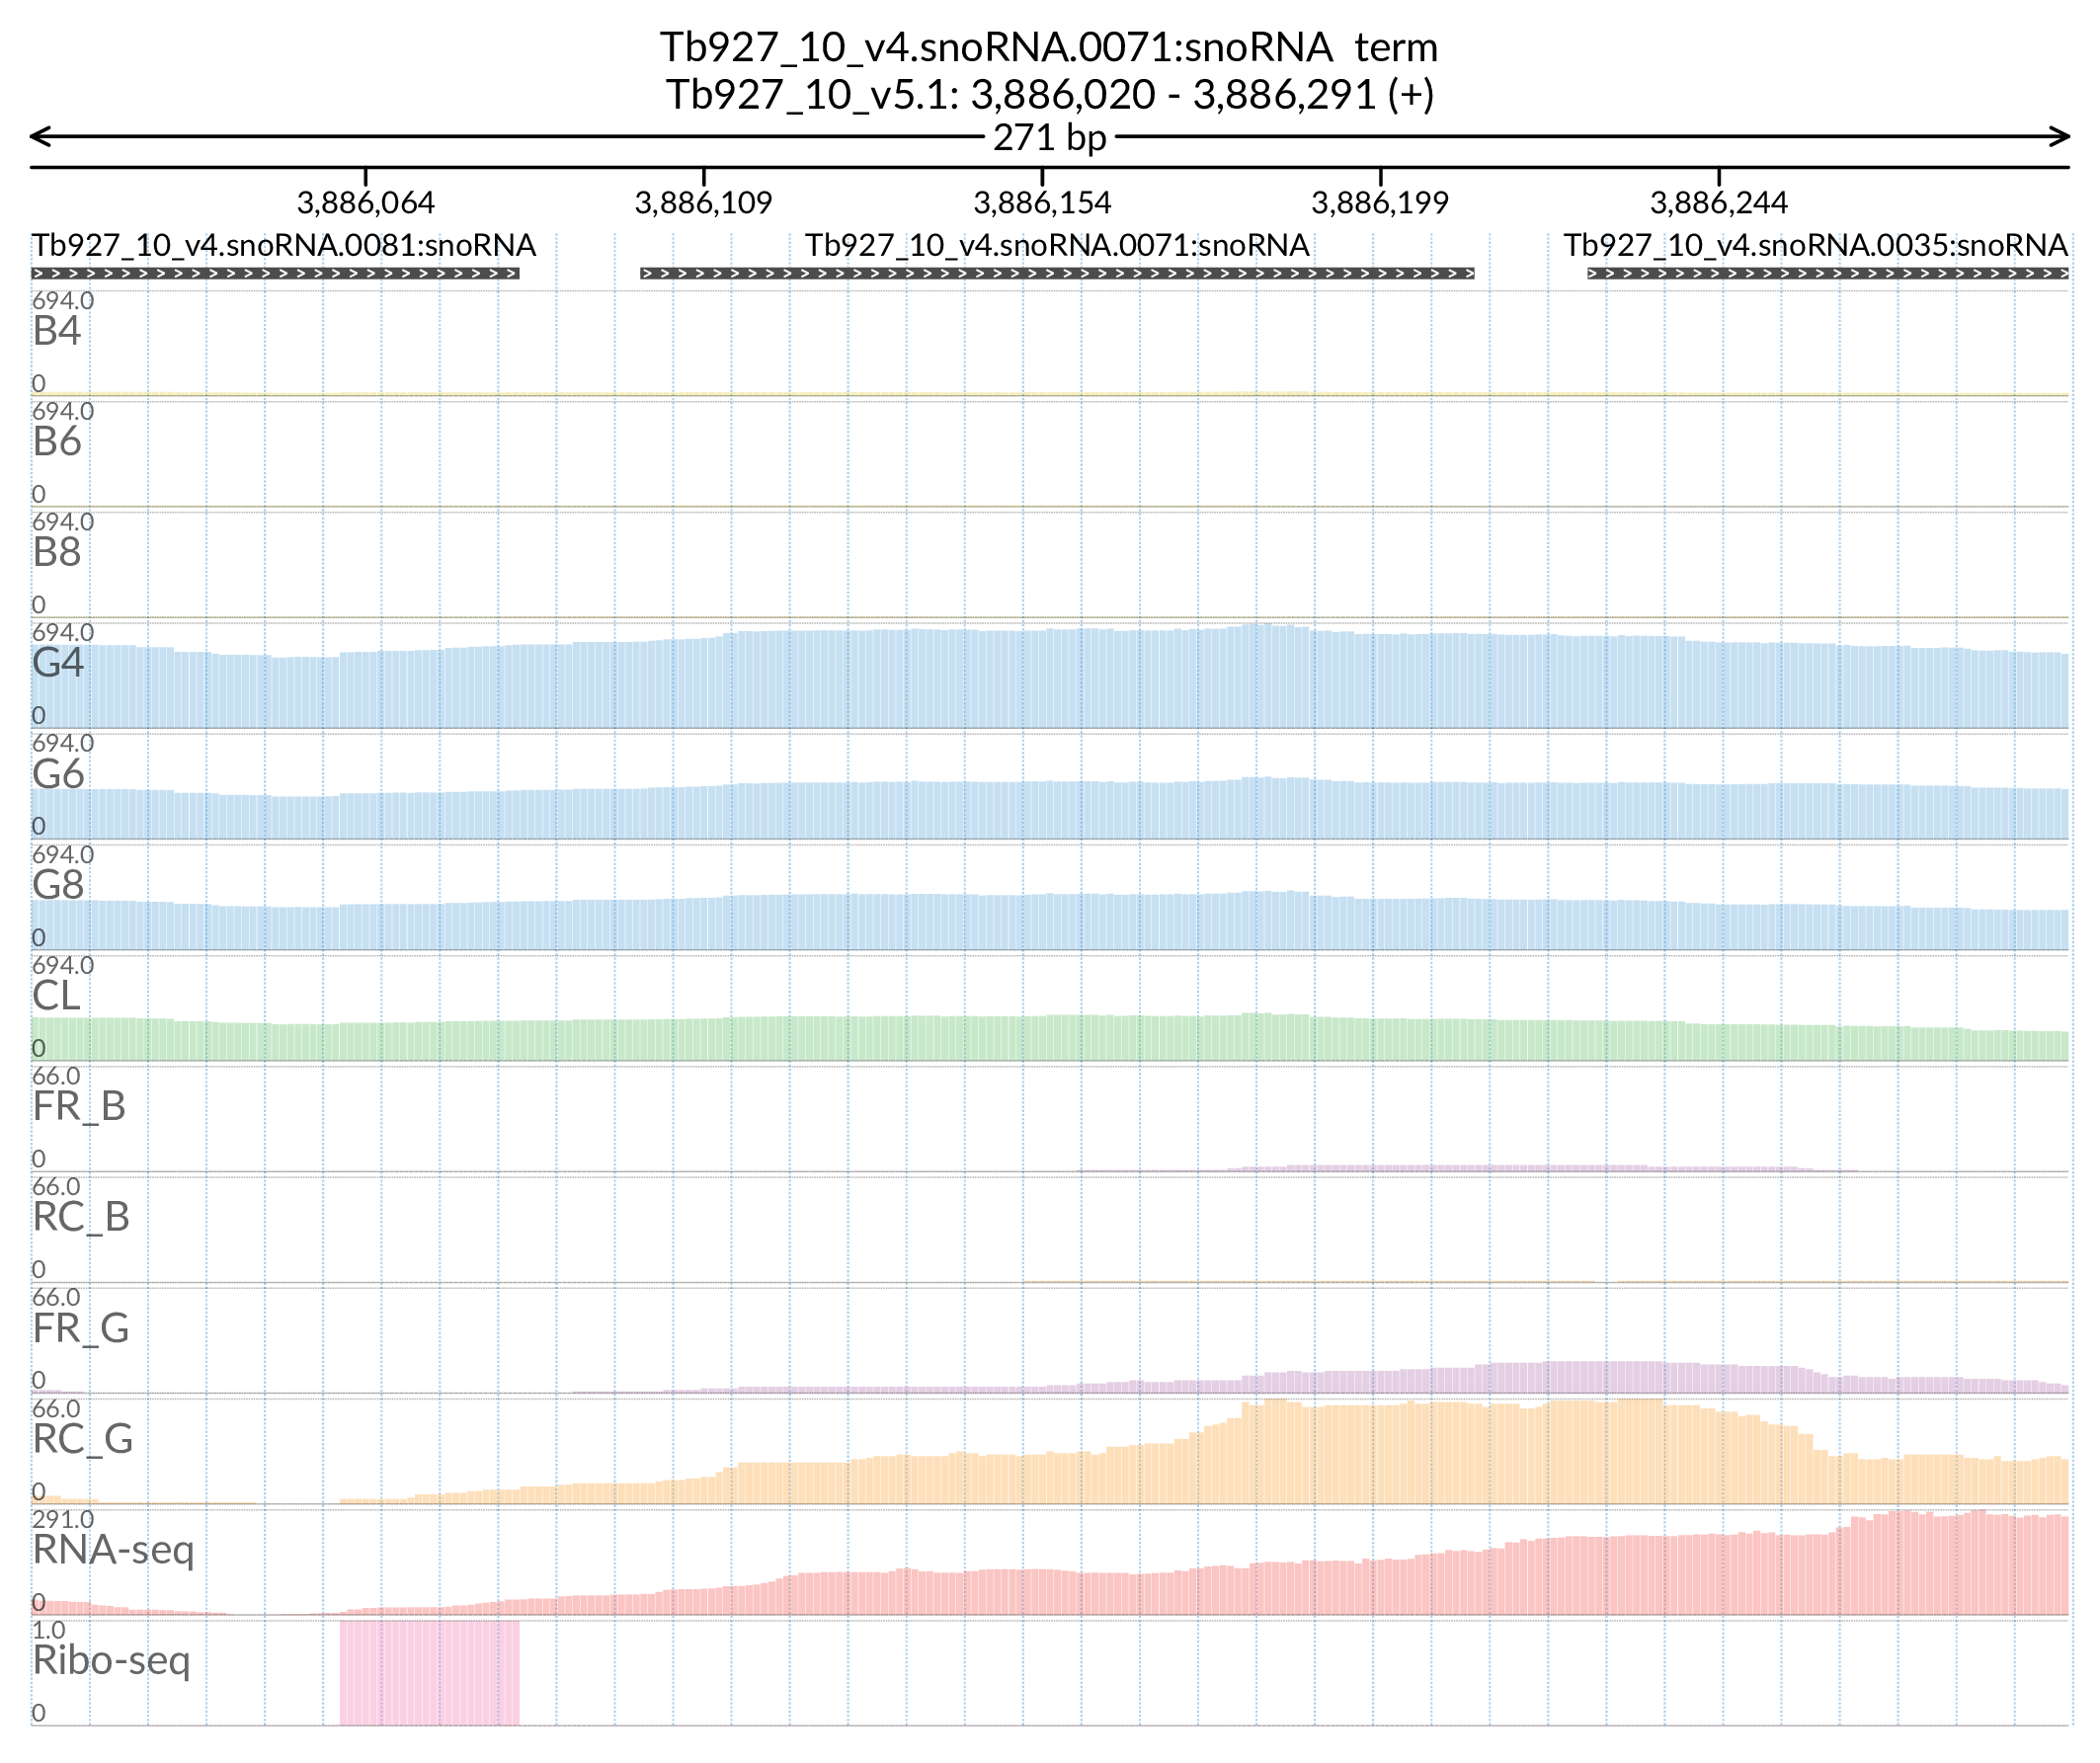 Tb927_10_v4.snoRNA.0071:snoRNA term
Tb927_10_v5.1: 3,886,020 - 3,886,291 (+)
271 bp
3,886,064 3,886,109 3,886,154 3,886,199 3,886,244
Tb927_10_v4.snoRNA.0081:snoRNA Tb927_10_v4.snoRNA.0071:snoRNA Tb927_10_v4.snoRNA.0035:snoRNA
694.0
B4
0
694.0
B6
0
694.0
B8
0
694.0
G4
0
694.0
G6
0
694.0
G8
0
694.0
CL
0
66.0
FR_B
0
66.0
RC_B
0
66.0
FR_G
0
66.0
RC_G
0
291.0
RNA-seq
0
1.0
Ribo-seq
0